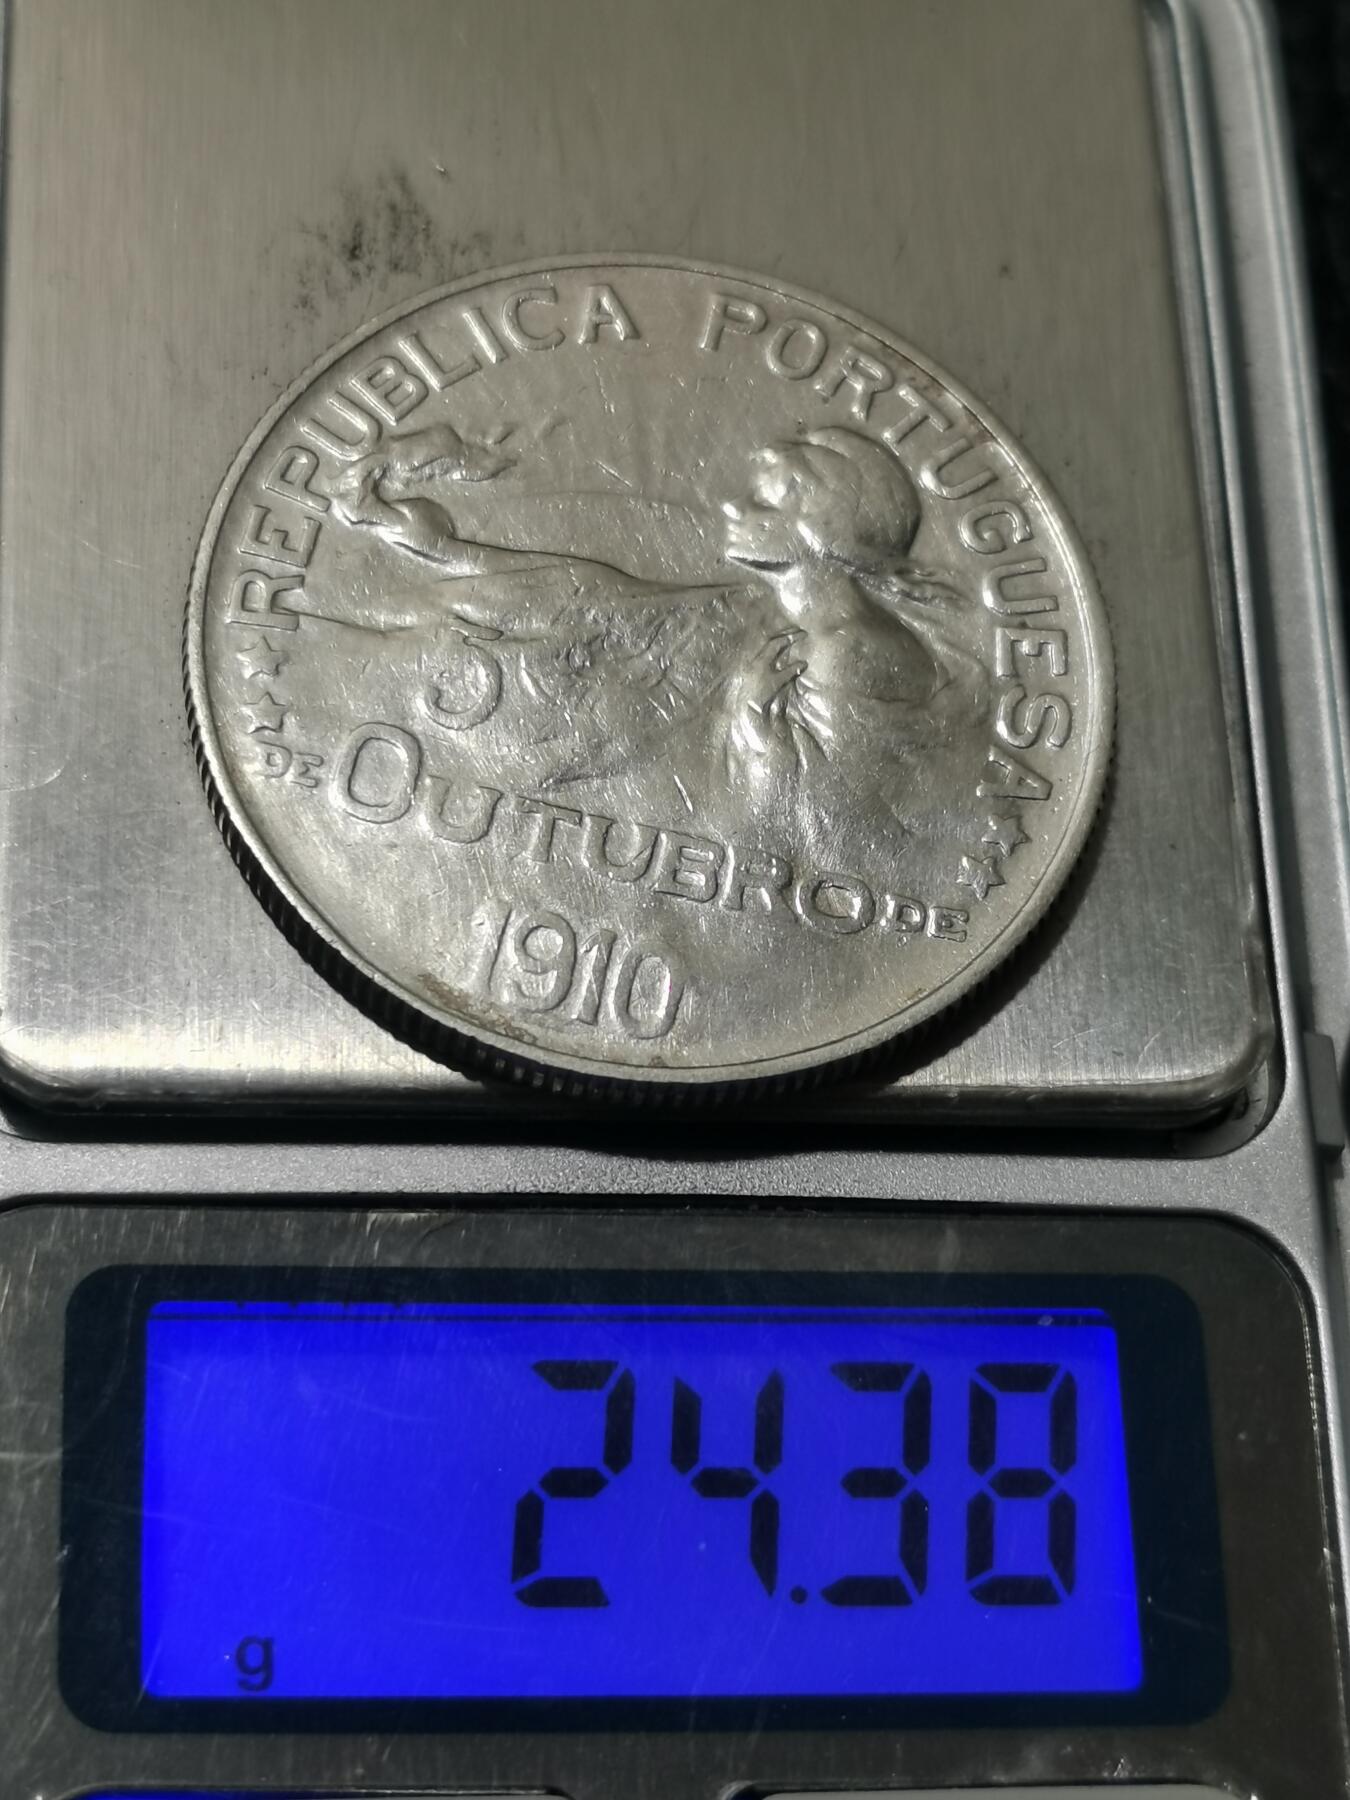 REPUBLICA PORTUGUESA
5
DE OUTUBRO DE
1910
24.38
g